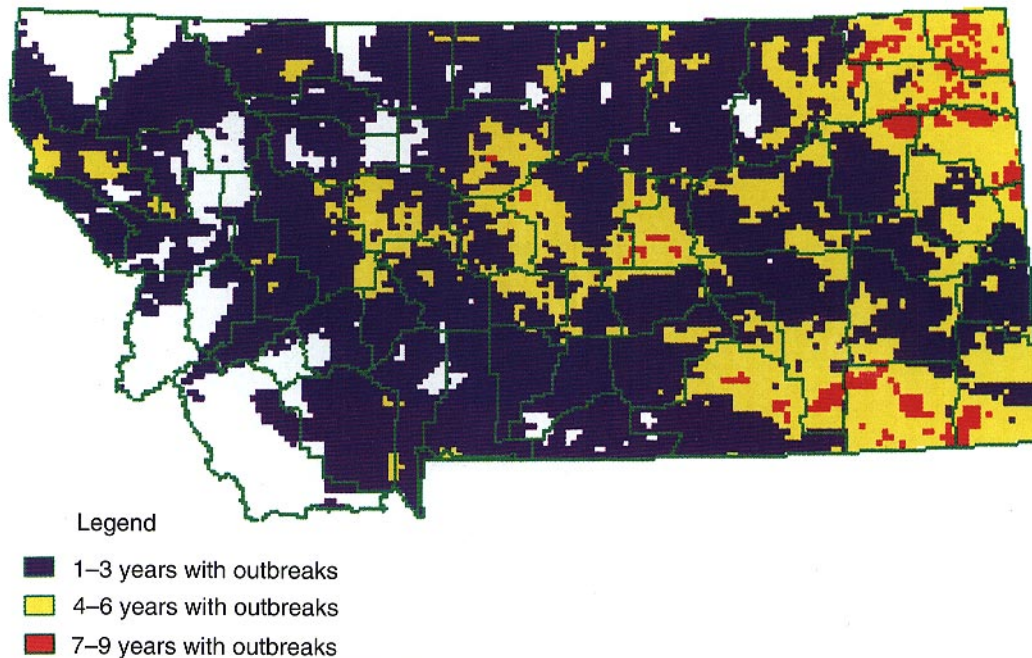 Legend
1–3 years with outbreaks
4–6 years with outbreaks
7–9 years with outbreaks